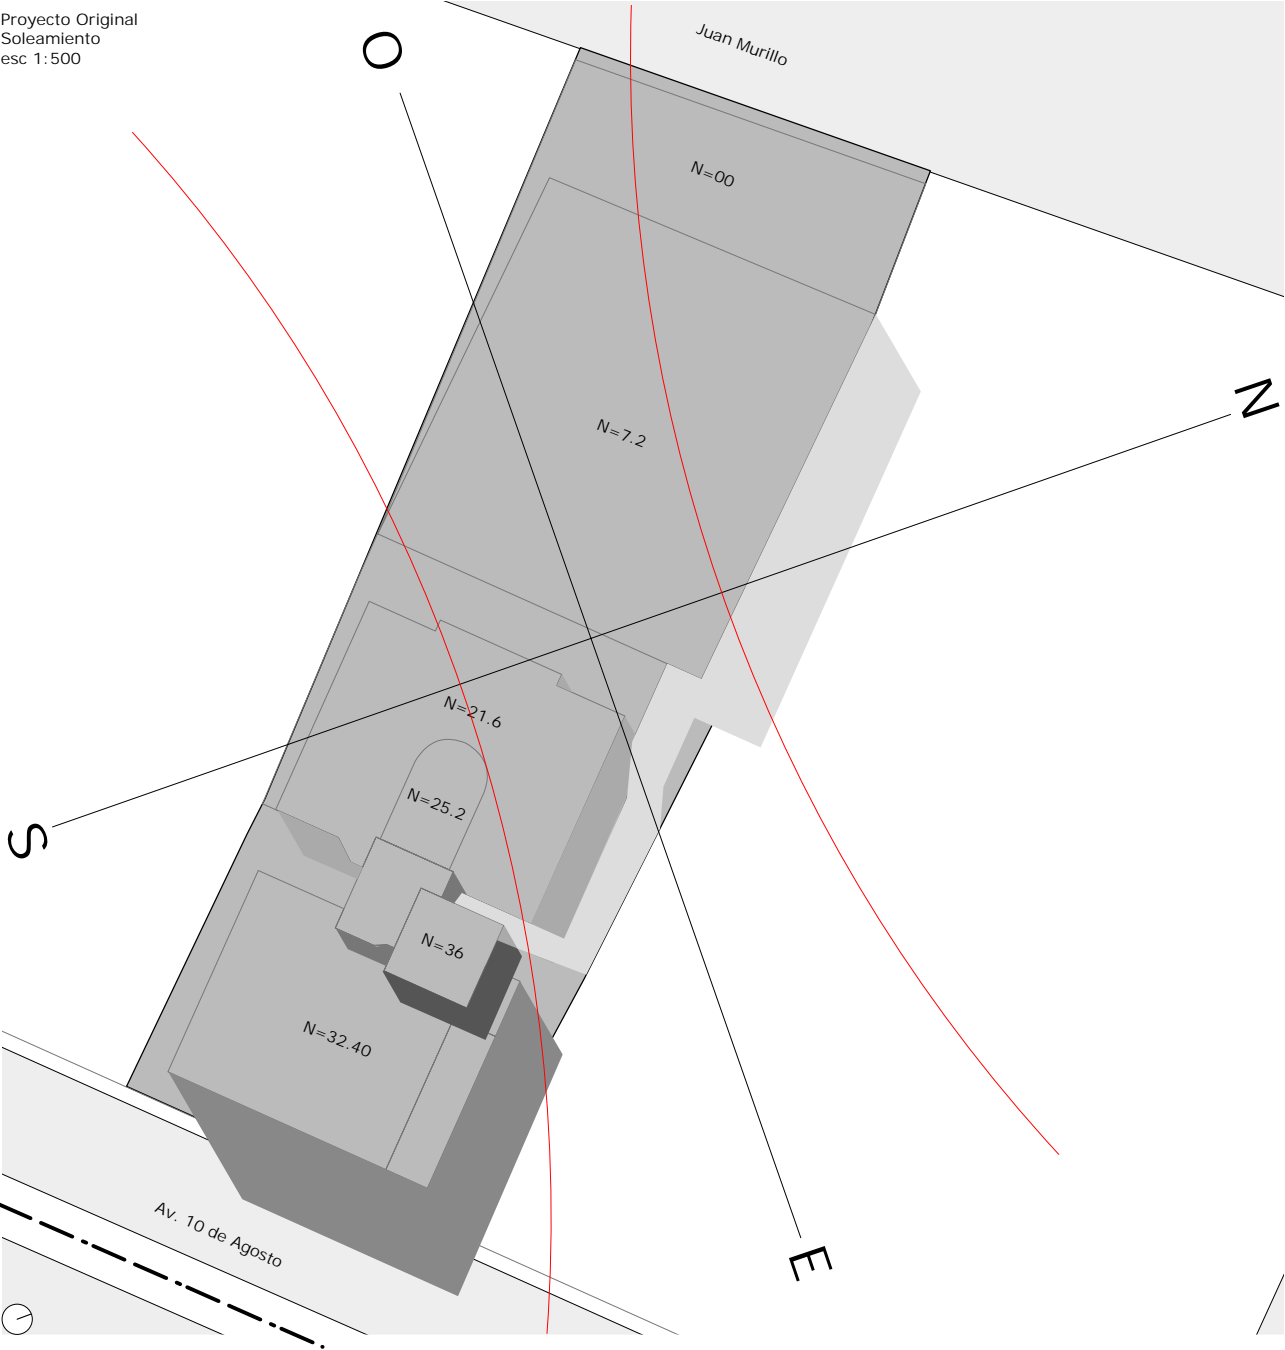 Proyecto Original
Soleamiento
esc 1:500
O
Juan Murillo
N=00
N
N=7.2
N=21.6
N=25.2
S
N=36
N=32.40
Av. 10 de Agosto
E